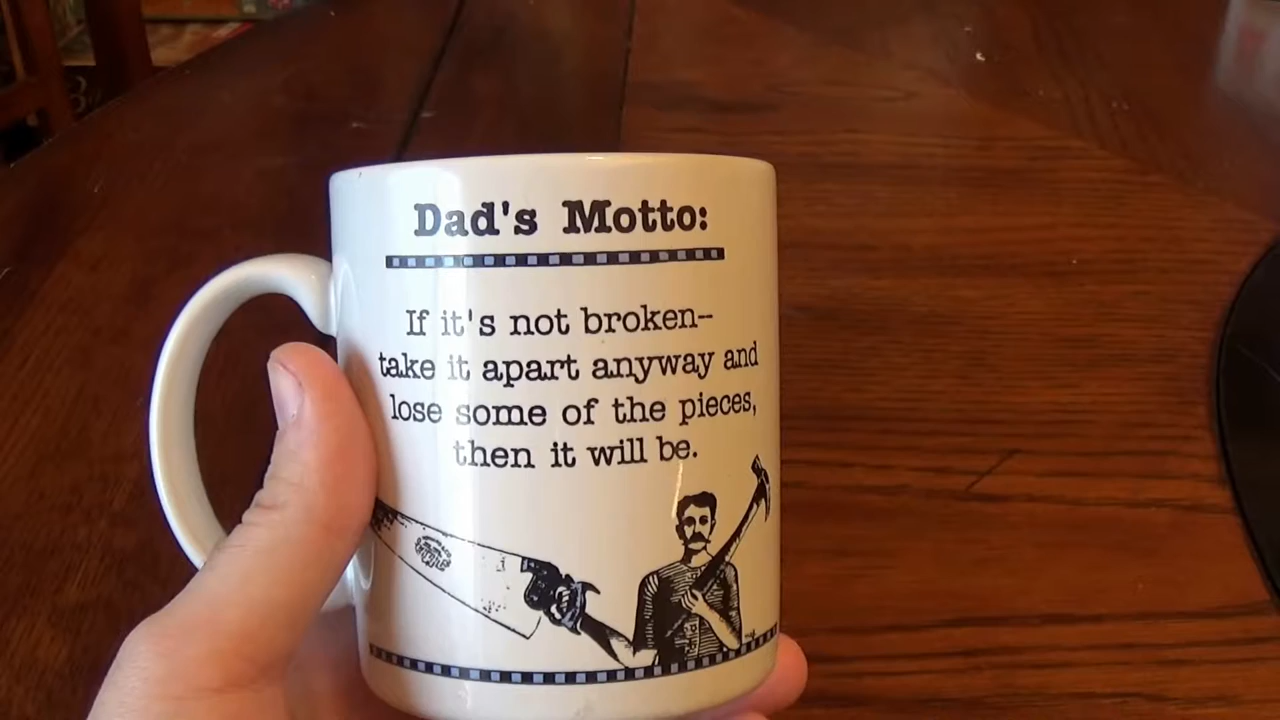 Dad's Motto:
If it's not broken--
take it apart anyway and
lose some of the pieces,
then it will be.